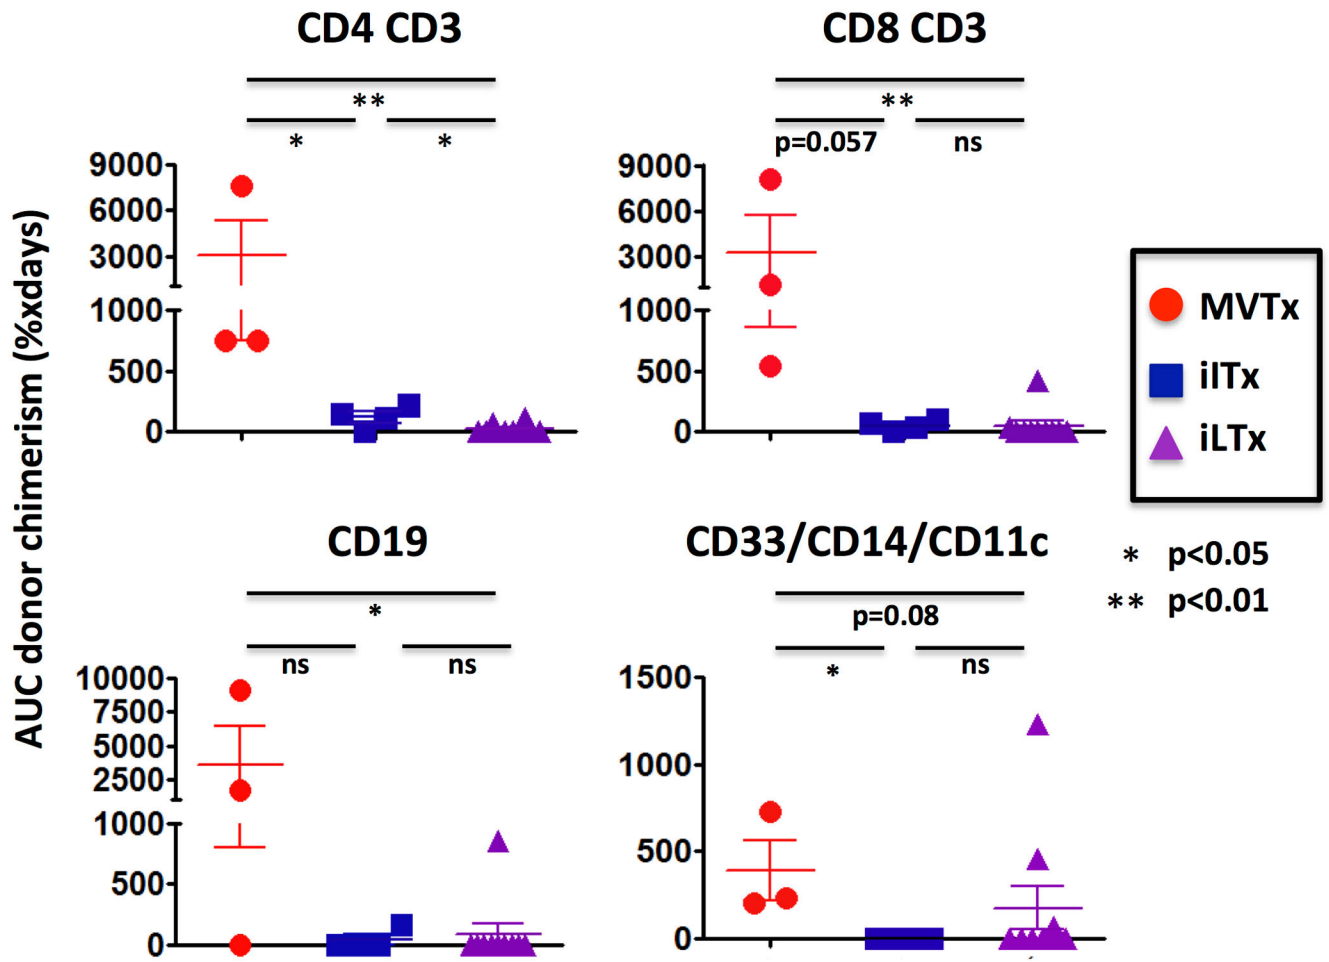 AUC donor chimerism (%xdays)
CD4 CD3
**
*
*
9000
6000
3000
1000
500
0
CD8 CD3
**
p=0.057
ns
9000
6000
3000
1000
500
0
MVTx
iITx
iLTx
* p<0.05
** p<0.01
CD19
*
ns
ns
10000
7500
5000
2500
1000
500
0
CD33/CD14/CD11c
p=0.08
*
ns
1500
1000
500
0